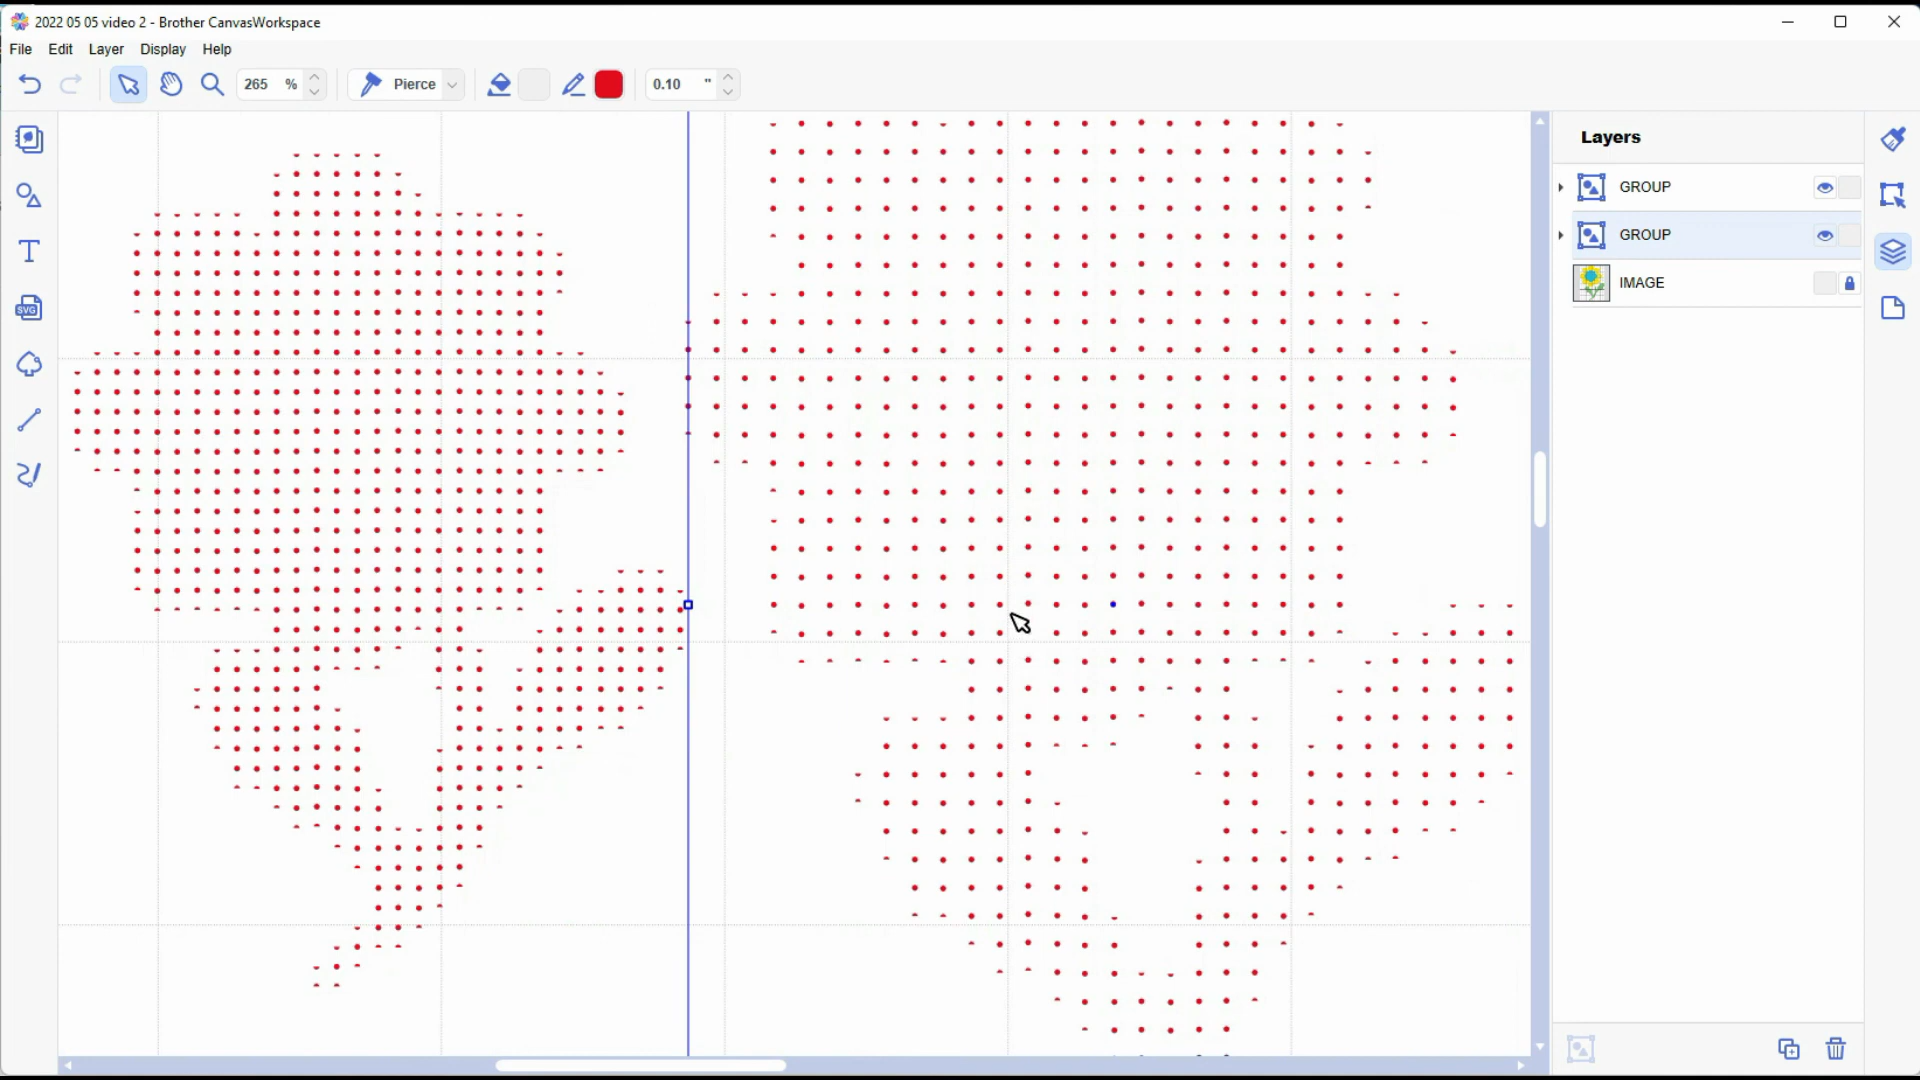 2022 05 05 video 2 - Brother CanvasWorkspace
File Edit Layer Display Help
265 % Pierce 0.10 "
T
SVG
Layers
GROUP
GROUP
IMAGE